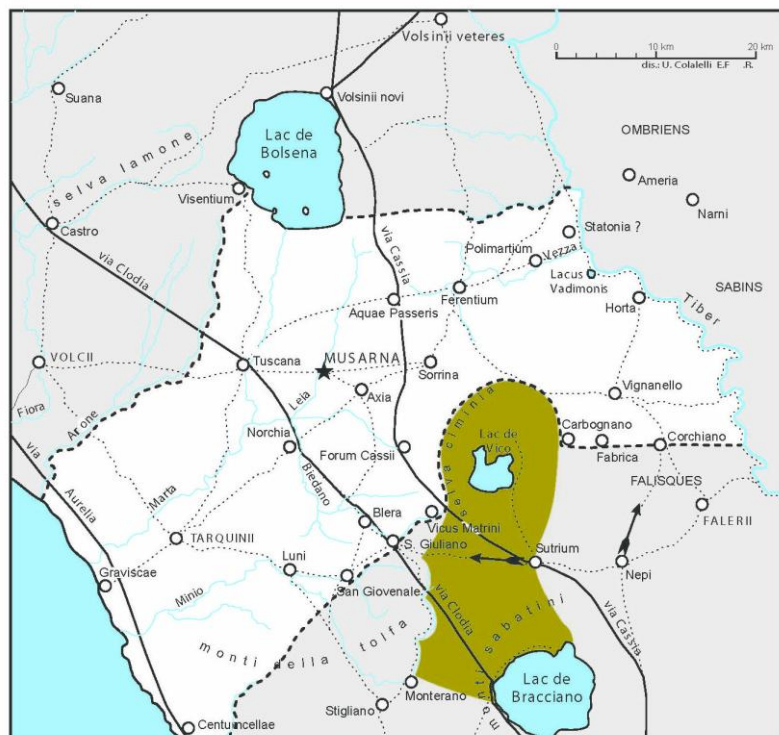 Volsinii veteres
0 10 km 20 km
dis.: U. Colalelli E.F .R.
Suana
Volsinii novi
Lac de
Bolsena
OMBRIENS
selva lamone
Visentium
Ameria
Narni
Castro
via Clodia
via Cassia
Statonia ?
Polimartium
Vezza
Lacus
Vadimonis
SABINS
Aquae Passeris
Ferentium
Horta
Tiber
VOLCII
Tuscana
MUSARNA
Sorrina
Fiora
Arone
Leia
Axia
Vignanello
selva ciminia
Norchia
Forum Cassii
Lac de
Vico
Carbognano
Fabrica
Corchiano
via
Aurelia
Marta
Biedano
FALISQUES
Blera
Vicus Matrini
FALERII
TARQUINII
S. Giuliano
Sutrium
Nepi
Graviscae
Luni
San Giovenale
Minio
via Clodia
via Cassia
monti della tolfa
monti sabatini
Monterano
Lac de
Bracciano
Stigliano
Centumcellae